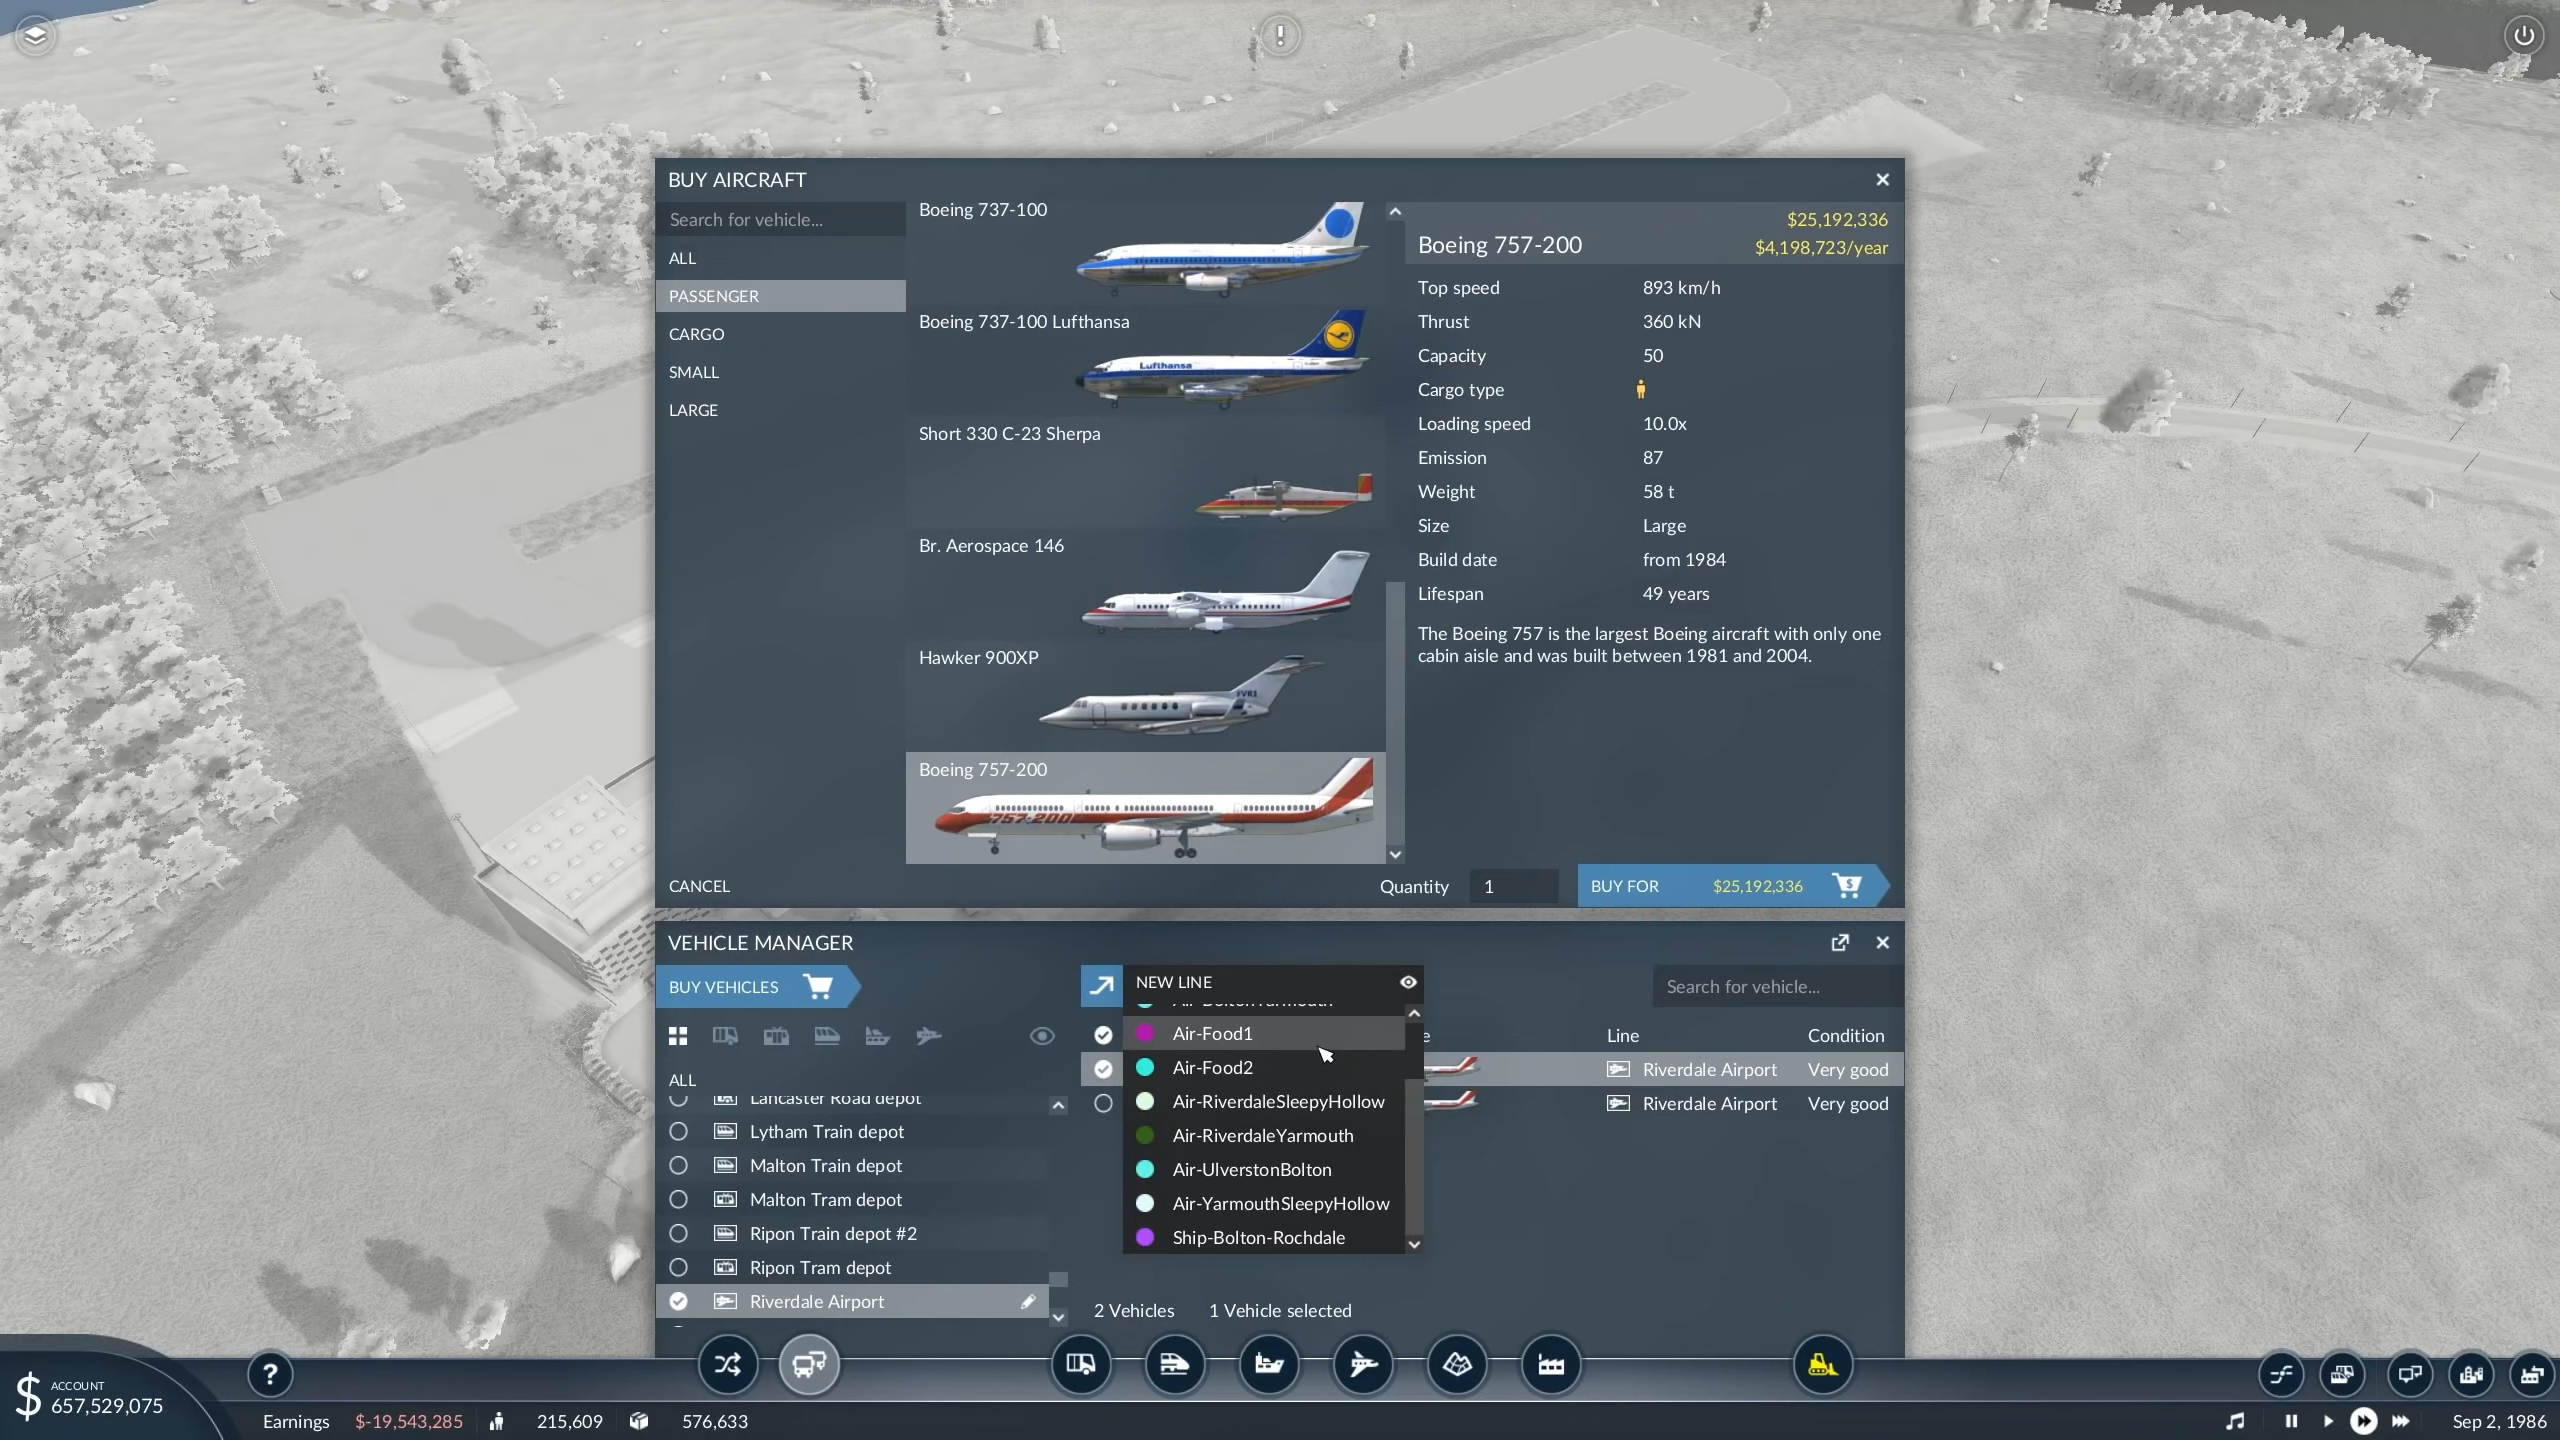 BUY AIRCRAFT
Search for vehicle...
ALL
PASSENGER
CARGO
SMALL
LARGE
Boeing 737-100
Boeing 737-100 Lufthansa
Lufthansa
Short 330 C-23 Sherpa
Br. Aerospace 146
Hawker 900XP
Boeing 757-200
757-200
Boeing 757-200
$25,192,336
$4,198,723/year
Top speed 893 km/h
Thrust 360 kN
Capacity 50
Cargo type
Loading speed 10.0x
Emission 87
Weight 58 t
Size Large
Build date from 1984
Lifespan 49 years
The Boeing 757 is the largest Boeing aircraft with only one
cabin aisle and was built between 1981 and 2004.
CANCEL
Quantity 1
BUY FOR $25,192,336
VEHICLE MANAGER
BUY VEHICLES
ALL
Lancaster Road depot
Lytham Train depot
Malton Train depot
Malton Tram depot
Ripon Train depot #2
Ripon Tram depot
Riverdale Airport
NEW LINE
Air-BoltonYarmouth
Air-Food1
Air-Food2
Air-RiverdaleSleepyHollow
Air-RiverdaleYarmouth
Air-UlverstonBolton
Air-YarmouthSleepyHollow
Ship-Bolton-Rochdale
Search for vehicle...
Line Condition
Riverdale Airport Very good
Riverdale Airport Very good
2 Vehicles 1 Vehicle selected
?
$ ACCOUNT
657,529,075
Earnings $-19,543,285 215,609 576,633
Sep 2, 1986